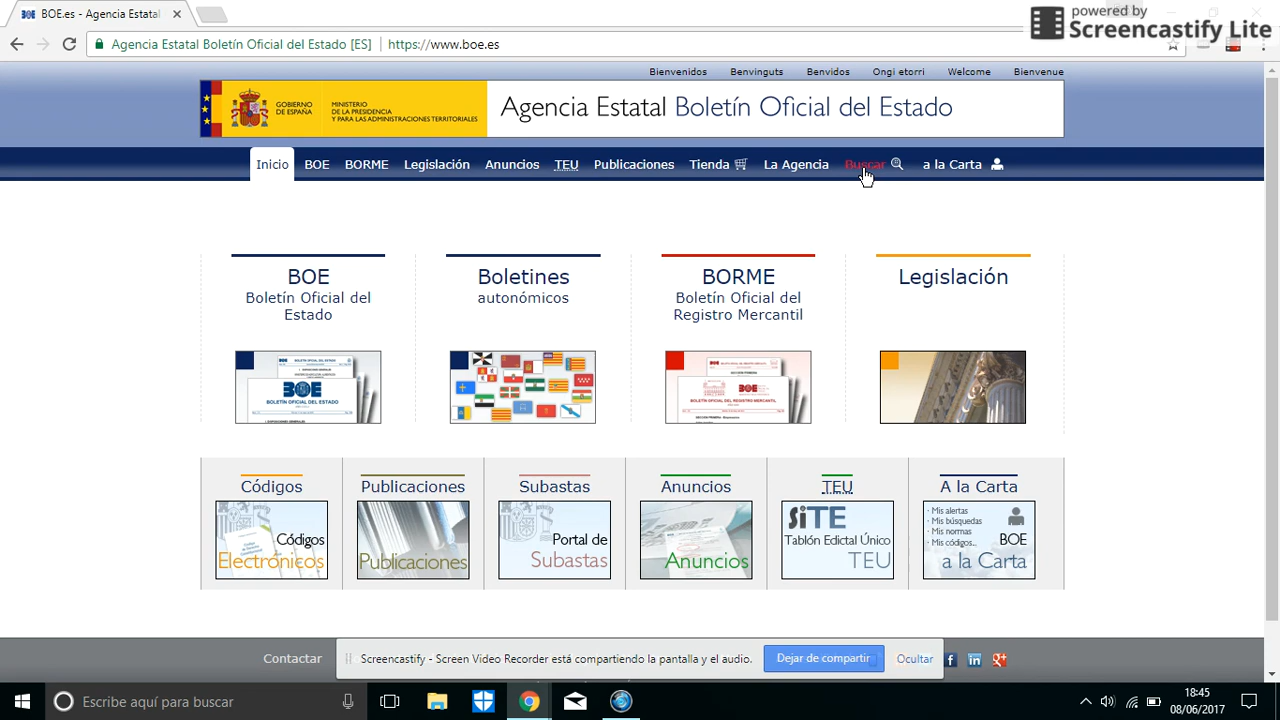 BOE.es - Agencia Estatal
powered by
Screencastify Lite
Agencia Estatal Boletín Oficial del Estado [ES]
https://www.boe.es
Bienvenidos Benvinguts Benvidos Ongi etorri Welcome Bienvenue
GOBIERNO DE ESPAÑA
MINISTERIO DE LA PRESIDENCIA Y PARA LAS ADMINISTRACIONES TERRITORIALES
Agencia Estatal Boletín Oficial del Estado
Inicio BOE BORME Legislación Anuncios TEU Publicaciones Tienda La Agencia Buscar a la Carta
BOE
Boletín Oficial del
Estado
Boletines
autonómicos
BORME
Boletín Oficial del
Registro Mercantil
Legislación
BOE
BOLETÍN OFICIAL DEL ESTADO
BOLETÍN OFICIAL DEL REGISTRO MERCANTIL
Códigos
Códigos
Electrónicos
Publicaciones
Publicaciones
Subastas
Portal de
Subastas
Anuncios
Anuncios
TEU
SiTE
Tablón Edictal Único
TEU
A la Carta
· Mis alertas
· Mis búsquedas
· Mis normas
· Mis códigos...
BOE
a la Carta
Contactar
Screencastify - Screen Video Recorder está compartiendo la pantalla y el audio.
Dejar de compartir
Ocultar
Escribe aquí para buscar
18:45
08/06/2017